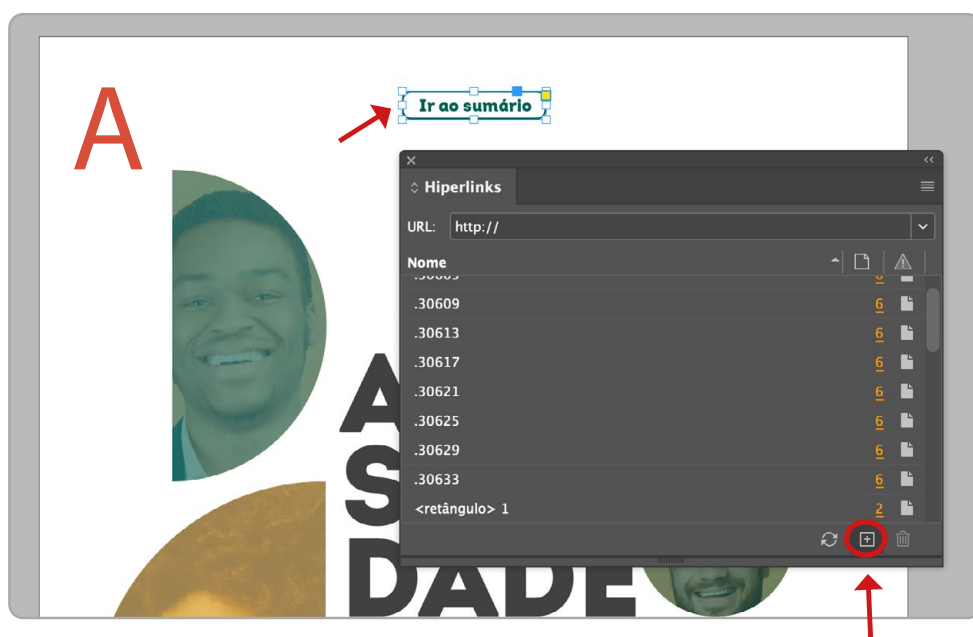 A
Ir ao sumário
Hiperlinks
URL: http://
Nome
.30609 6
.30613 6
.30617 6
.30621 6
.30625 6
.30629 6
.30633 6
<retângulo> 1 2
A
S
DADE